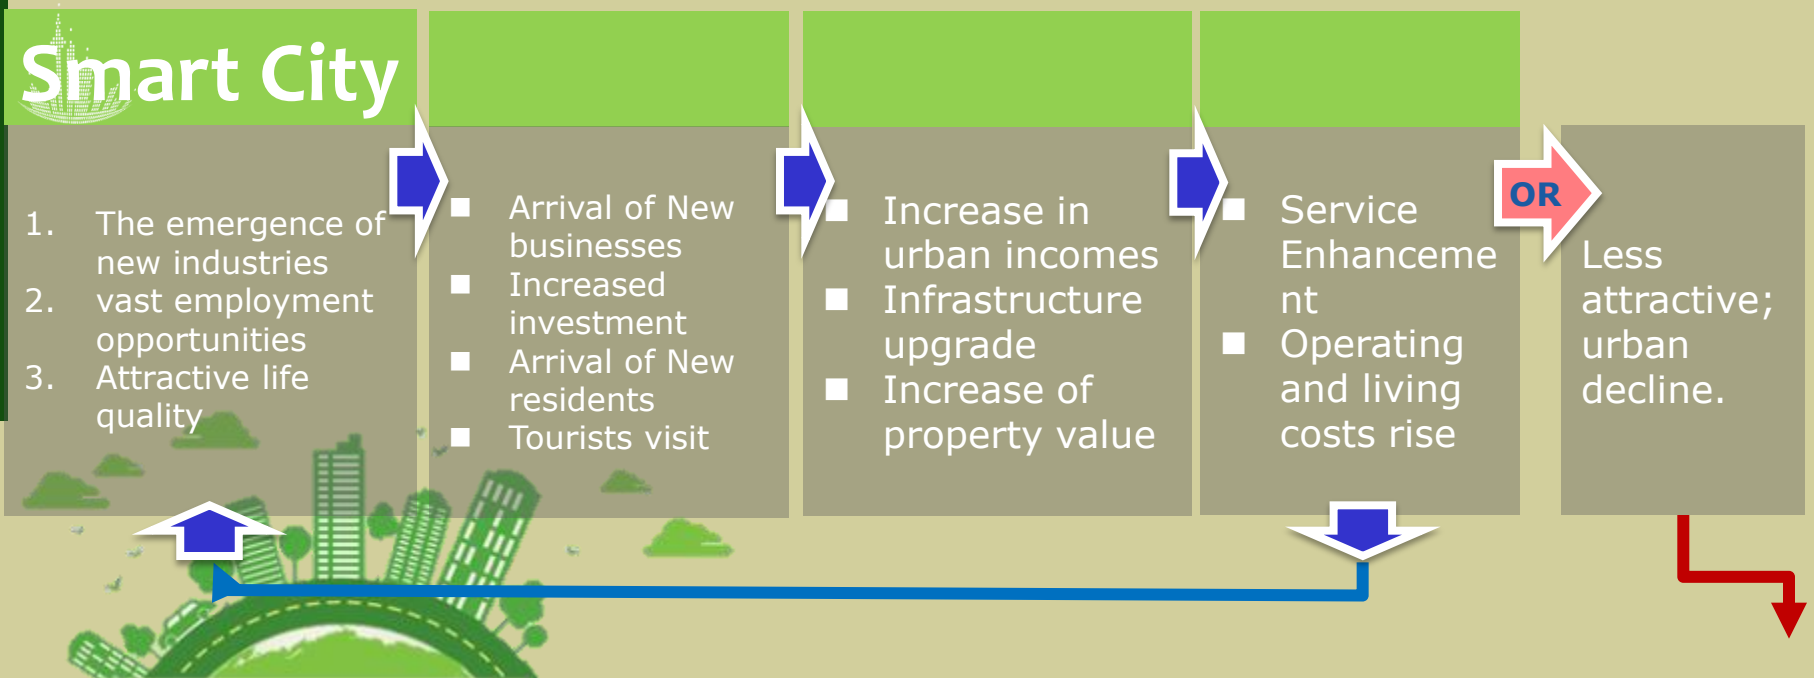 Smart City
1. The emergence of
new industries
2. vast employment
opportunities
3. Attractive life
quality
■ Arrival of New
businesses
■ Increased
investment
■ Arrival of New
residents
■ Tourists visit
■ Increase in
urban incomes
■ Infrastructure
upgrade
■ Increase of
property value
■ Service
Enhanceme
nt
■ Operating
and living
costs rise
OR
Less
attractive;
urban
decline.